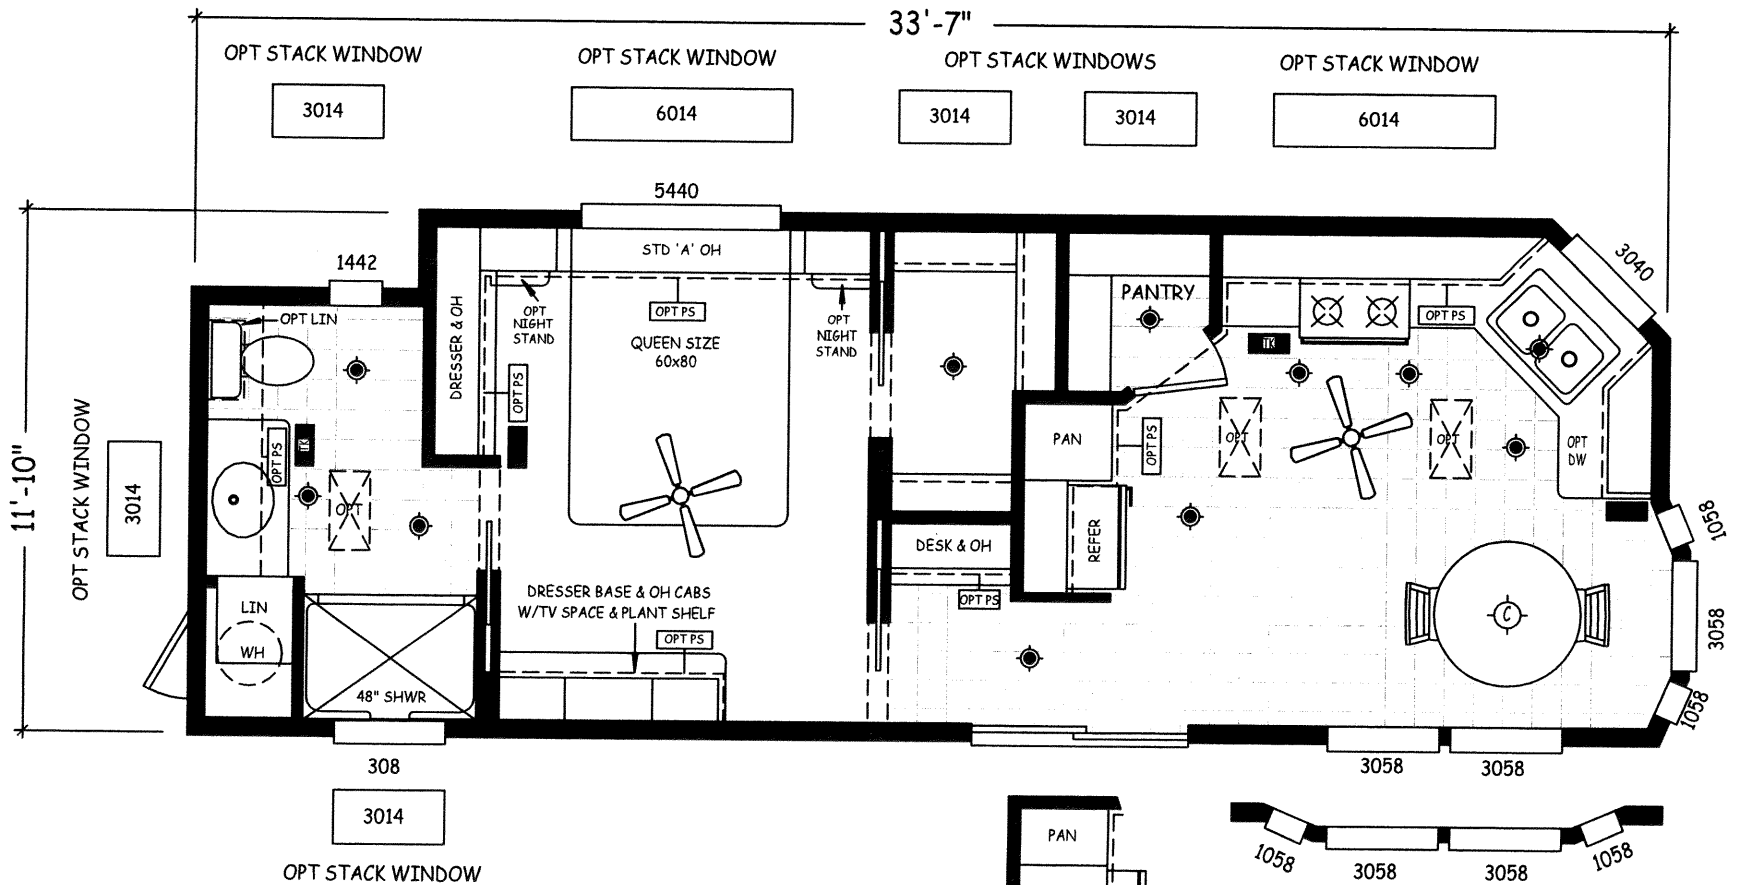 33'-7"
OPT STACK WINDOW
OPT STACK WINDOW
OPT STACK WINDOWS
OPT STACK WINDOW
3014
6014
3014
3014
6014
5440
1442
3040
STD 'A' OH
OPT LIN
DRESSER & OH
OPT
NIGHT
STAND
OPT PS
QUEEN SIZE
60x80
OPT
NIGHT
STAND
OPT PS
PANTRY
OPT PS
TK
11'-10"
OPT STACK WINDOW
3014
OPT PS
TK
OPT
PAN
OPT PS
OPT
OPT
OPT
DW
REFER
1058
DESK & OH
OPT PS
DRESSER BASE & OH CABS
W/TV SPACE & PLANT SHELF
OPT PS
LIN
WH
48" SHWR
C
3058
1058
308
3014
OPT STACK WINDOW
3058
3058
PAN
1058
3058
3058
1058